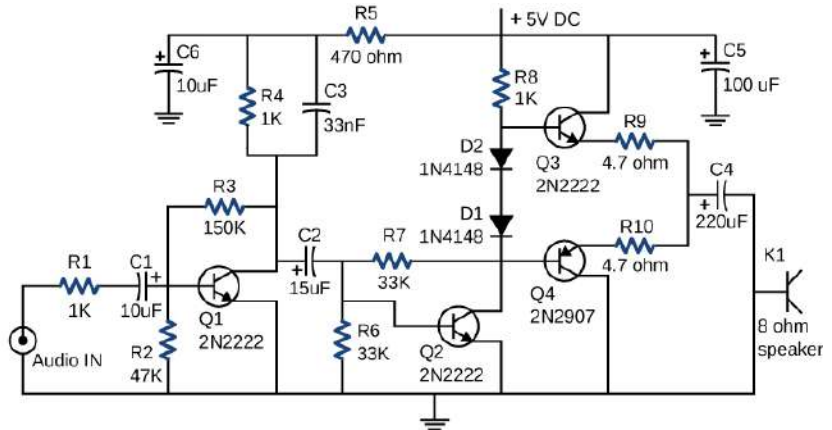 R5
+ 5V DC
470 ohm
+ C6
10uF
R4
1K
C3
33nF
R8
1K
+ C5
100 uF
D2
1N4148
Q3
2N2222
R9
4.7 ohm
R3
150K
D1
1N4148
C4
+
220uF
R10
4.7 ohm
R1
1K
C1
+
10uF
C2
+
15uF
R7
33K
Q1
2N2222
Q4
2N2907
K1
8 ohm
speaker
Audio IN
R2
47K
R6
33K
Q2
2N2222